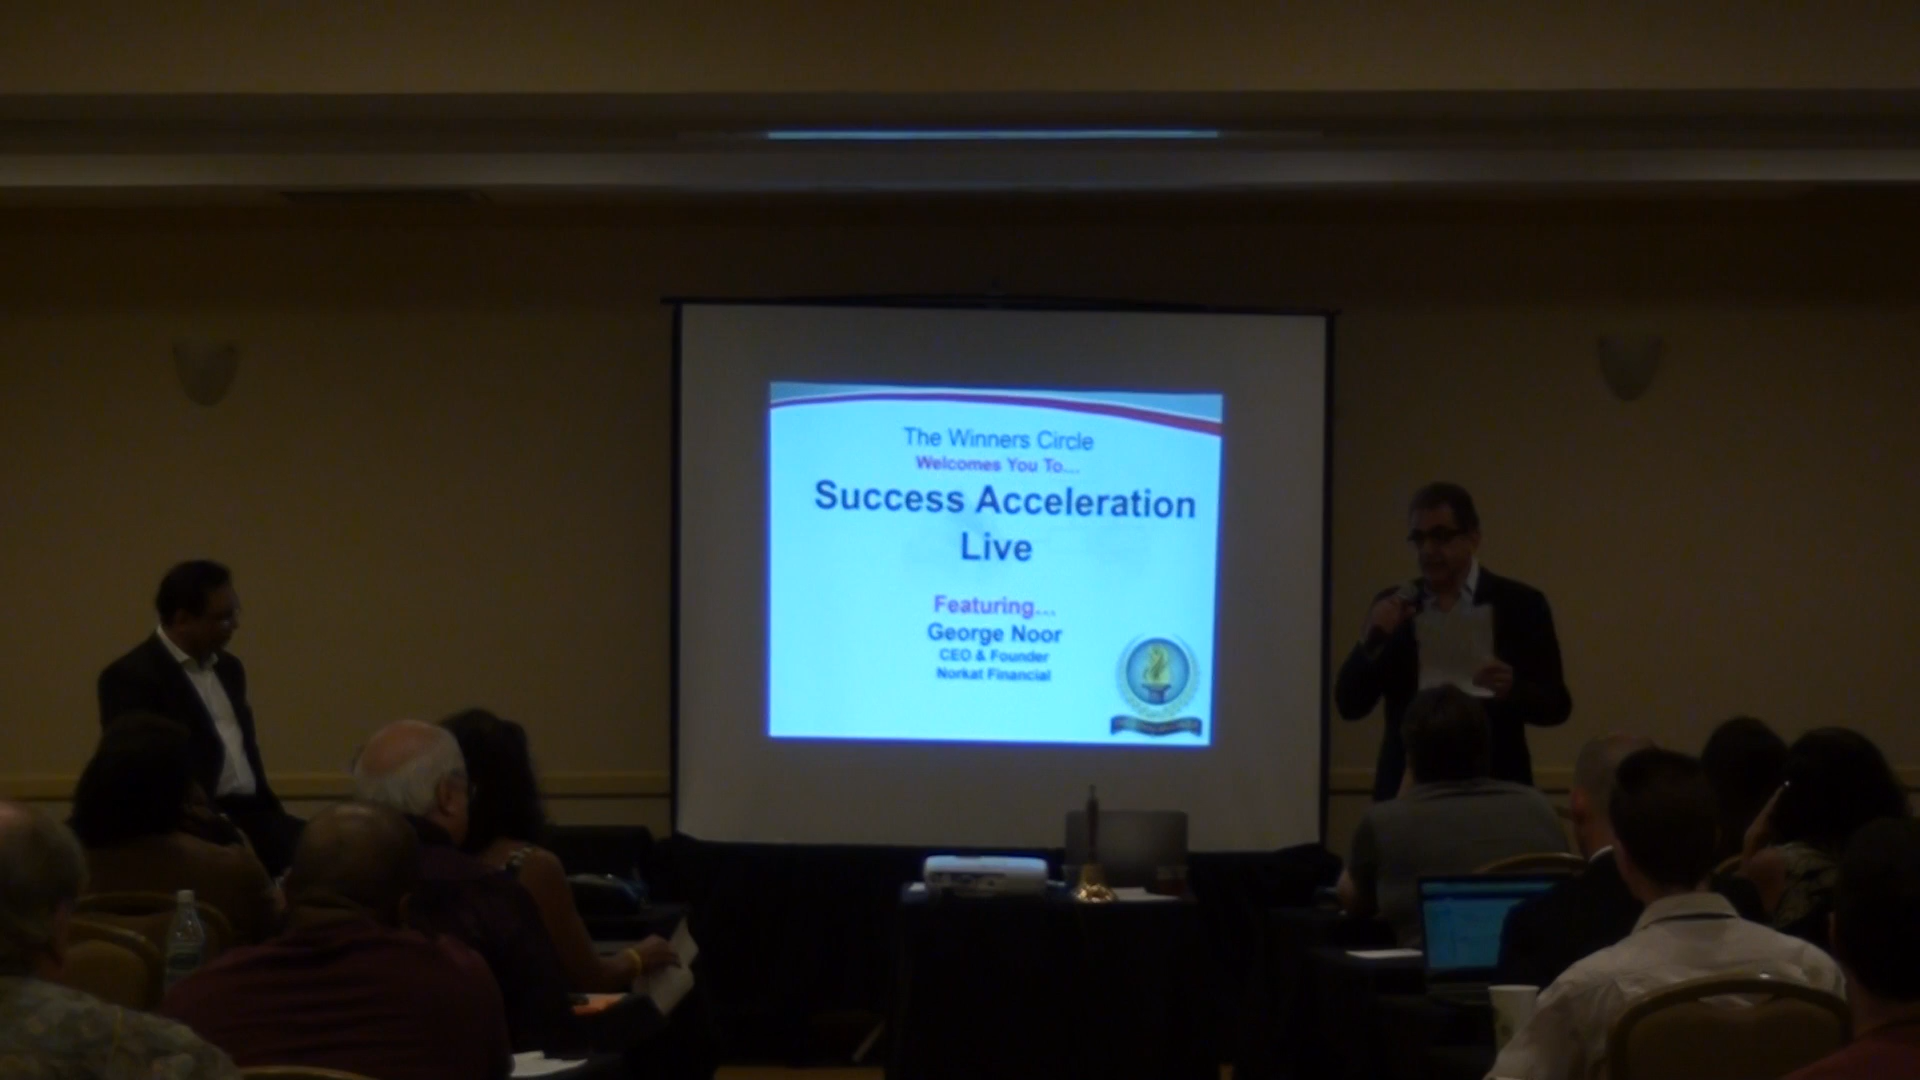 The Winners Circle
Welcomes You To...
Success Acceleration
Live
Featuring...
George Noor
CEO & Founder
Norkat Financial